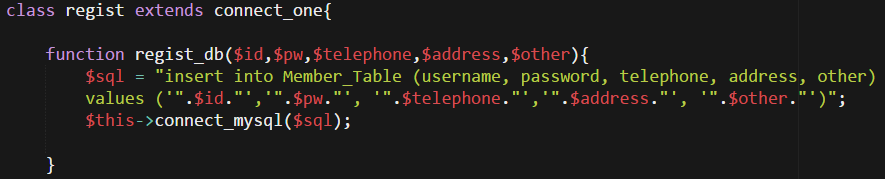 class regist extends connect_one{
function regist_db($id,$pw,$telephone,$address,$other){
$sql = "insert into Member_Table (username, password, telephone, address, other)
values ('".$id."','".$pw."', '".$telephone."','".$address."', '".$other."')";
$this->connect_mysql($sql);
}